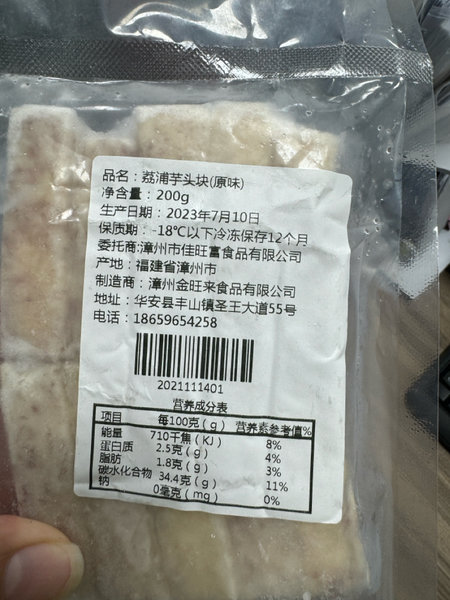 品名：荔浦芋头块(原味)
净含量：200g
生产日期：2023年7月10日
保质期：-18℃以下冷冻保存12个月
委托商:漳州市佳旺富食品有限公司
产地：福建省漳州市
制造商：漳州金旺来食品有限公司
地址：华安县丰山镇圣王大道55号
电话：18659654258
2021111401
营养成分表
项目 每100克(g) 营养素参考值%
能量 710千焦(KJ) 8%
蛋白质 2.5克(g) 4%
脂肪 1.8克(g) 3%
碳水化合物 34.4克(g) 11%
钠 0毫克(mg) 0%